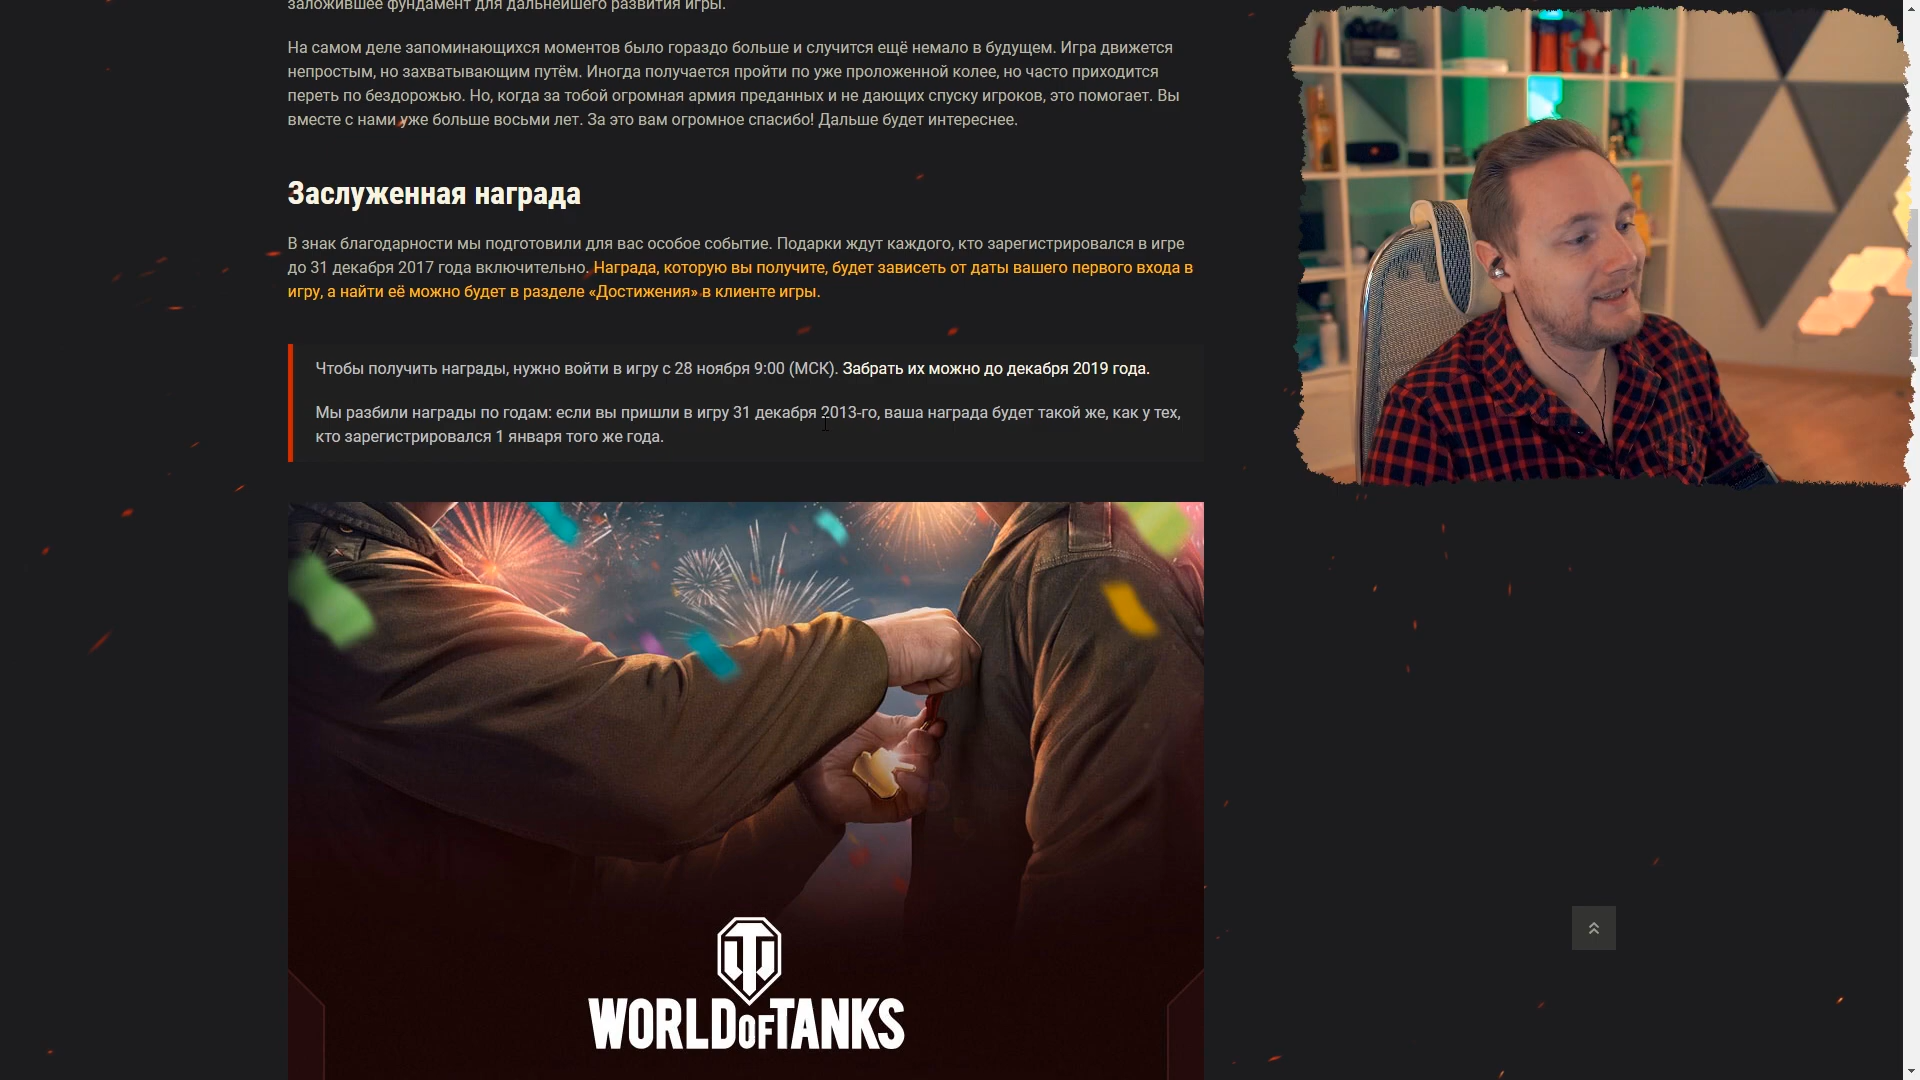 заложившее фундамент для дальнейшего развития игры.
На самом деле запоминающихся моментов было гораздо больше и случится ещё немало в будущем. Игра движется
непростым, но захватывающим путём. Иногда получается пройти по уже проложенной колее, но часто приходится
переть по бездорожью. Но, когда за тобой огромная армия преданных и не дающих спуску игроков, это помогает. Вы
вместе с нами уже больше восьми лет. За это вам огромное спасибо! Дальше будет интереснее.
Заслуженная награда
В знак благодарности мы подготовили для вас особое событие. Подарки ждут каждого, кто зарегистрировался в игре
до 31 декабря 2017 года включительно. Награда, которую вы получите, будет зависеть от даты вашего первого входа в
игру, а найти её можно будет в разделе «Достижения» в клиенте игры.
Чтобы получить награды, нужно войти в игру с 28 ноября 9:00 (МСК). Забрать их можно до декабря 2019 года.
Мы разбили награды по годам: если вы пришли в игру 31 декабря 2013-го, ваша награда будет такой же, как у тех,
кто зарегистрировался 1 января того же года.
WORLD OF TANKS